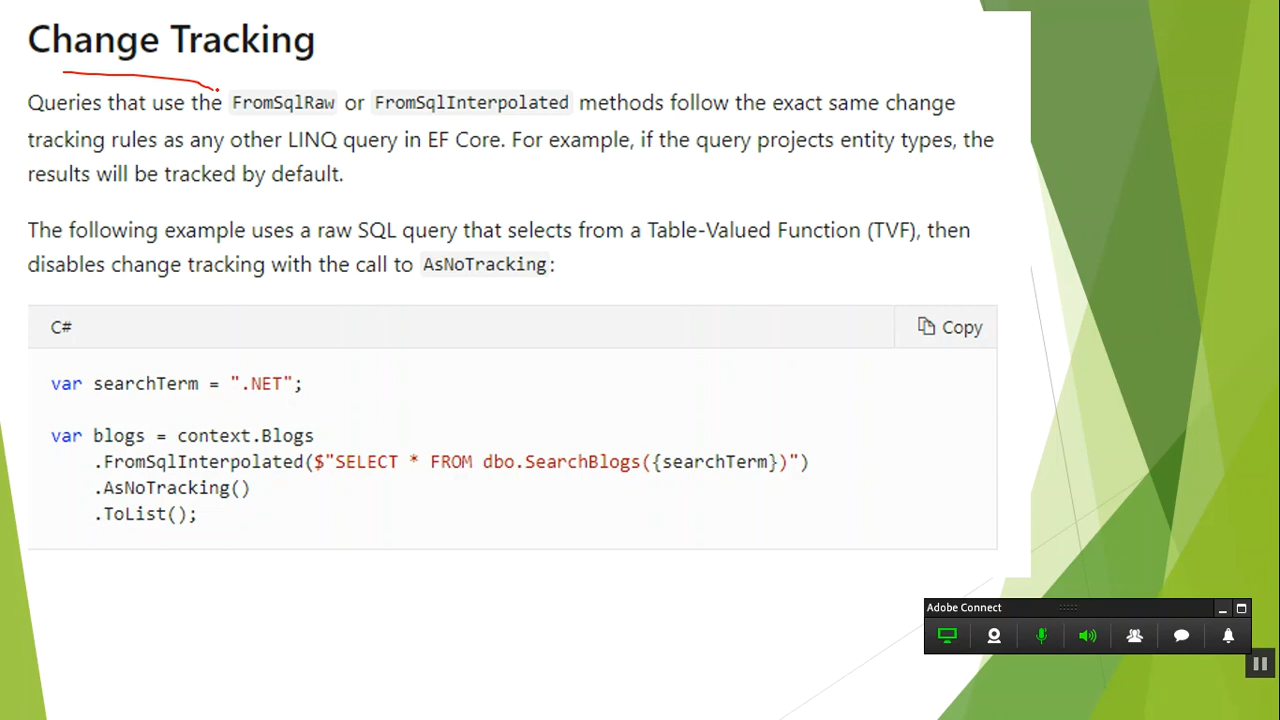 Change Tracking
Queries that use the FromSqlRaw or FromSqlInterpolated methods follow the exact same change
tracking rules as any other LINQ query in EF Core. For example, if the query projects entity types, the
results will be tracked by default.
The following example uses a raw SQL query that selects from a Table-Valued Function (TVF), then
disables change tracking with the call to AsNoTracking:
C# Copy
var searchTerm = ".NET";
var blogs = context.Blogs
.FromSqlInterpolated($"SELECT * FROM dbo.SearchBlogs({searchTerm})")
.AsNoTracking()
.ToList();
Adobe Connect